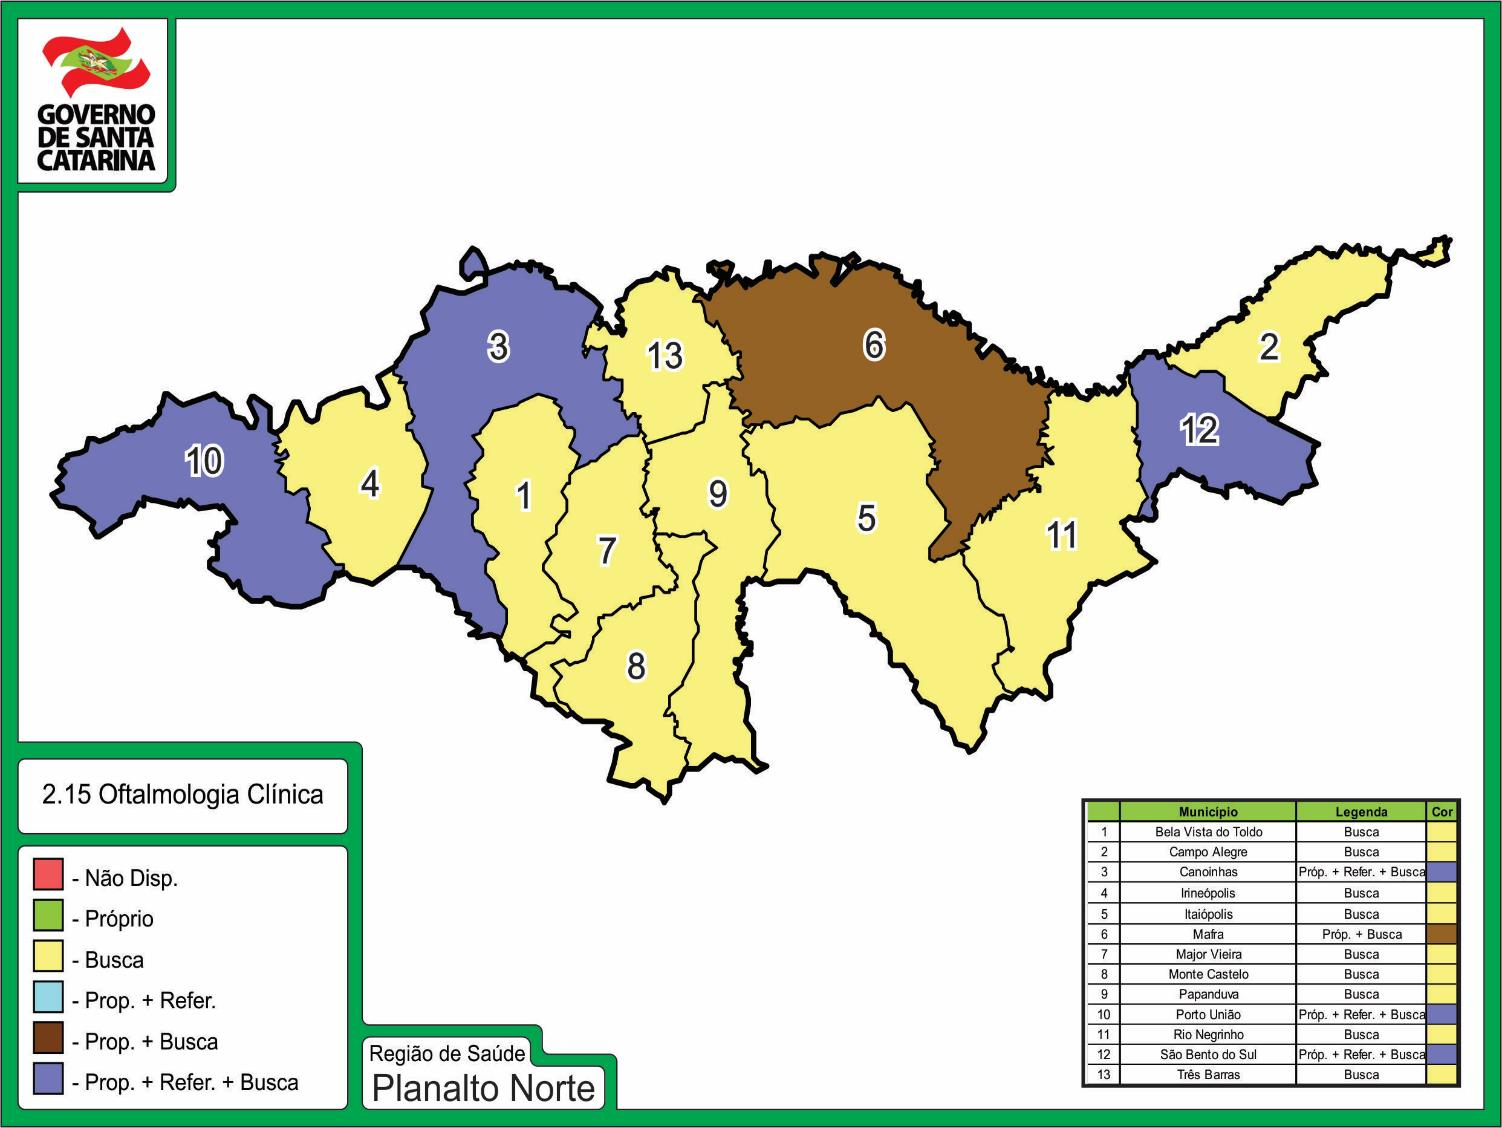 GOVERNO
DE SANTA
CATARINA
3
13
6
2
12
10
4
1
9
5
7
11
8
2.15 Oftalmologia Clínica
- Não Disp.
- Próprio
- Busca
- Prop. + Refer.
- Prop. + Busca
- Prop. + Refer. + Busca
Região de Saúde
Planalto Norte
Município Legenda Cor
1 Bela Vista do Toldo Busca
2 Campo Alegre Busca
3 Canoinhas Próp. + Refer. + Busca
4 Irineópolis Busca
5 Itaiópolis Busca
6 Mafra Próp. + Busca
7 Major Vieira Busca
8 Monte Castelo Busca
9 Papanduva Busca
10 Porto União Próp. + Refer. + Busca
11 Rio Negrinho Busca
12 São Bento do Sul Próp. + Refer. + Busca
13 Três Barras Busca